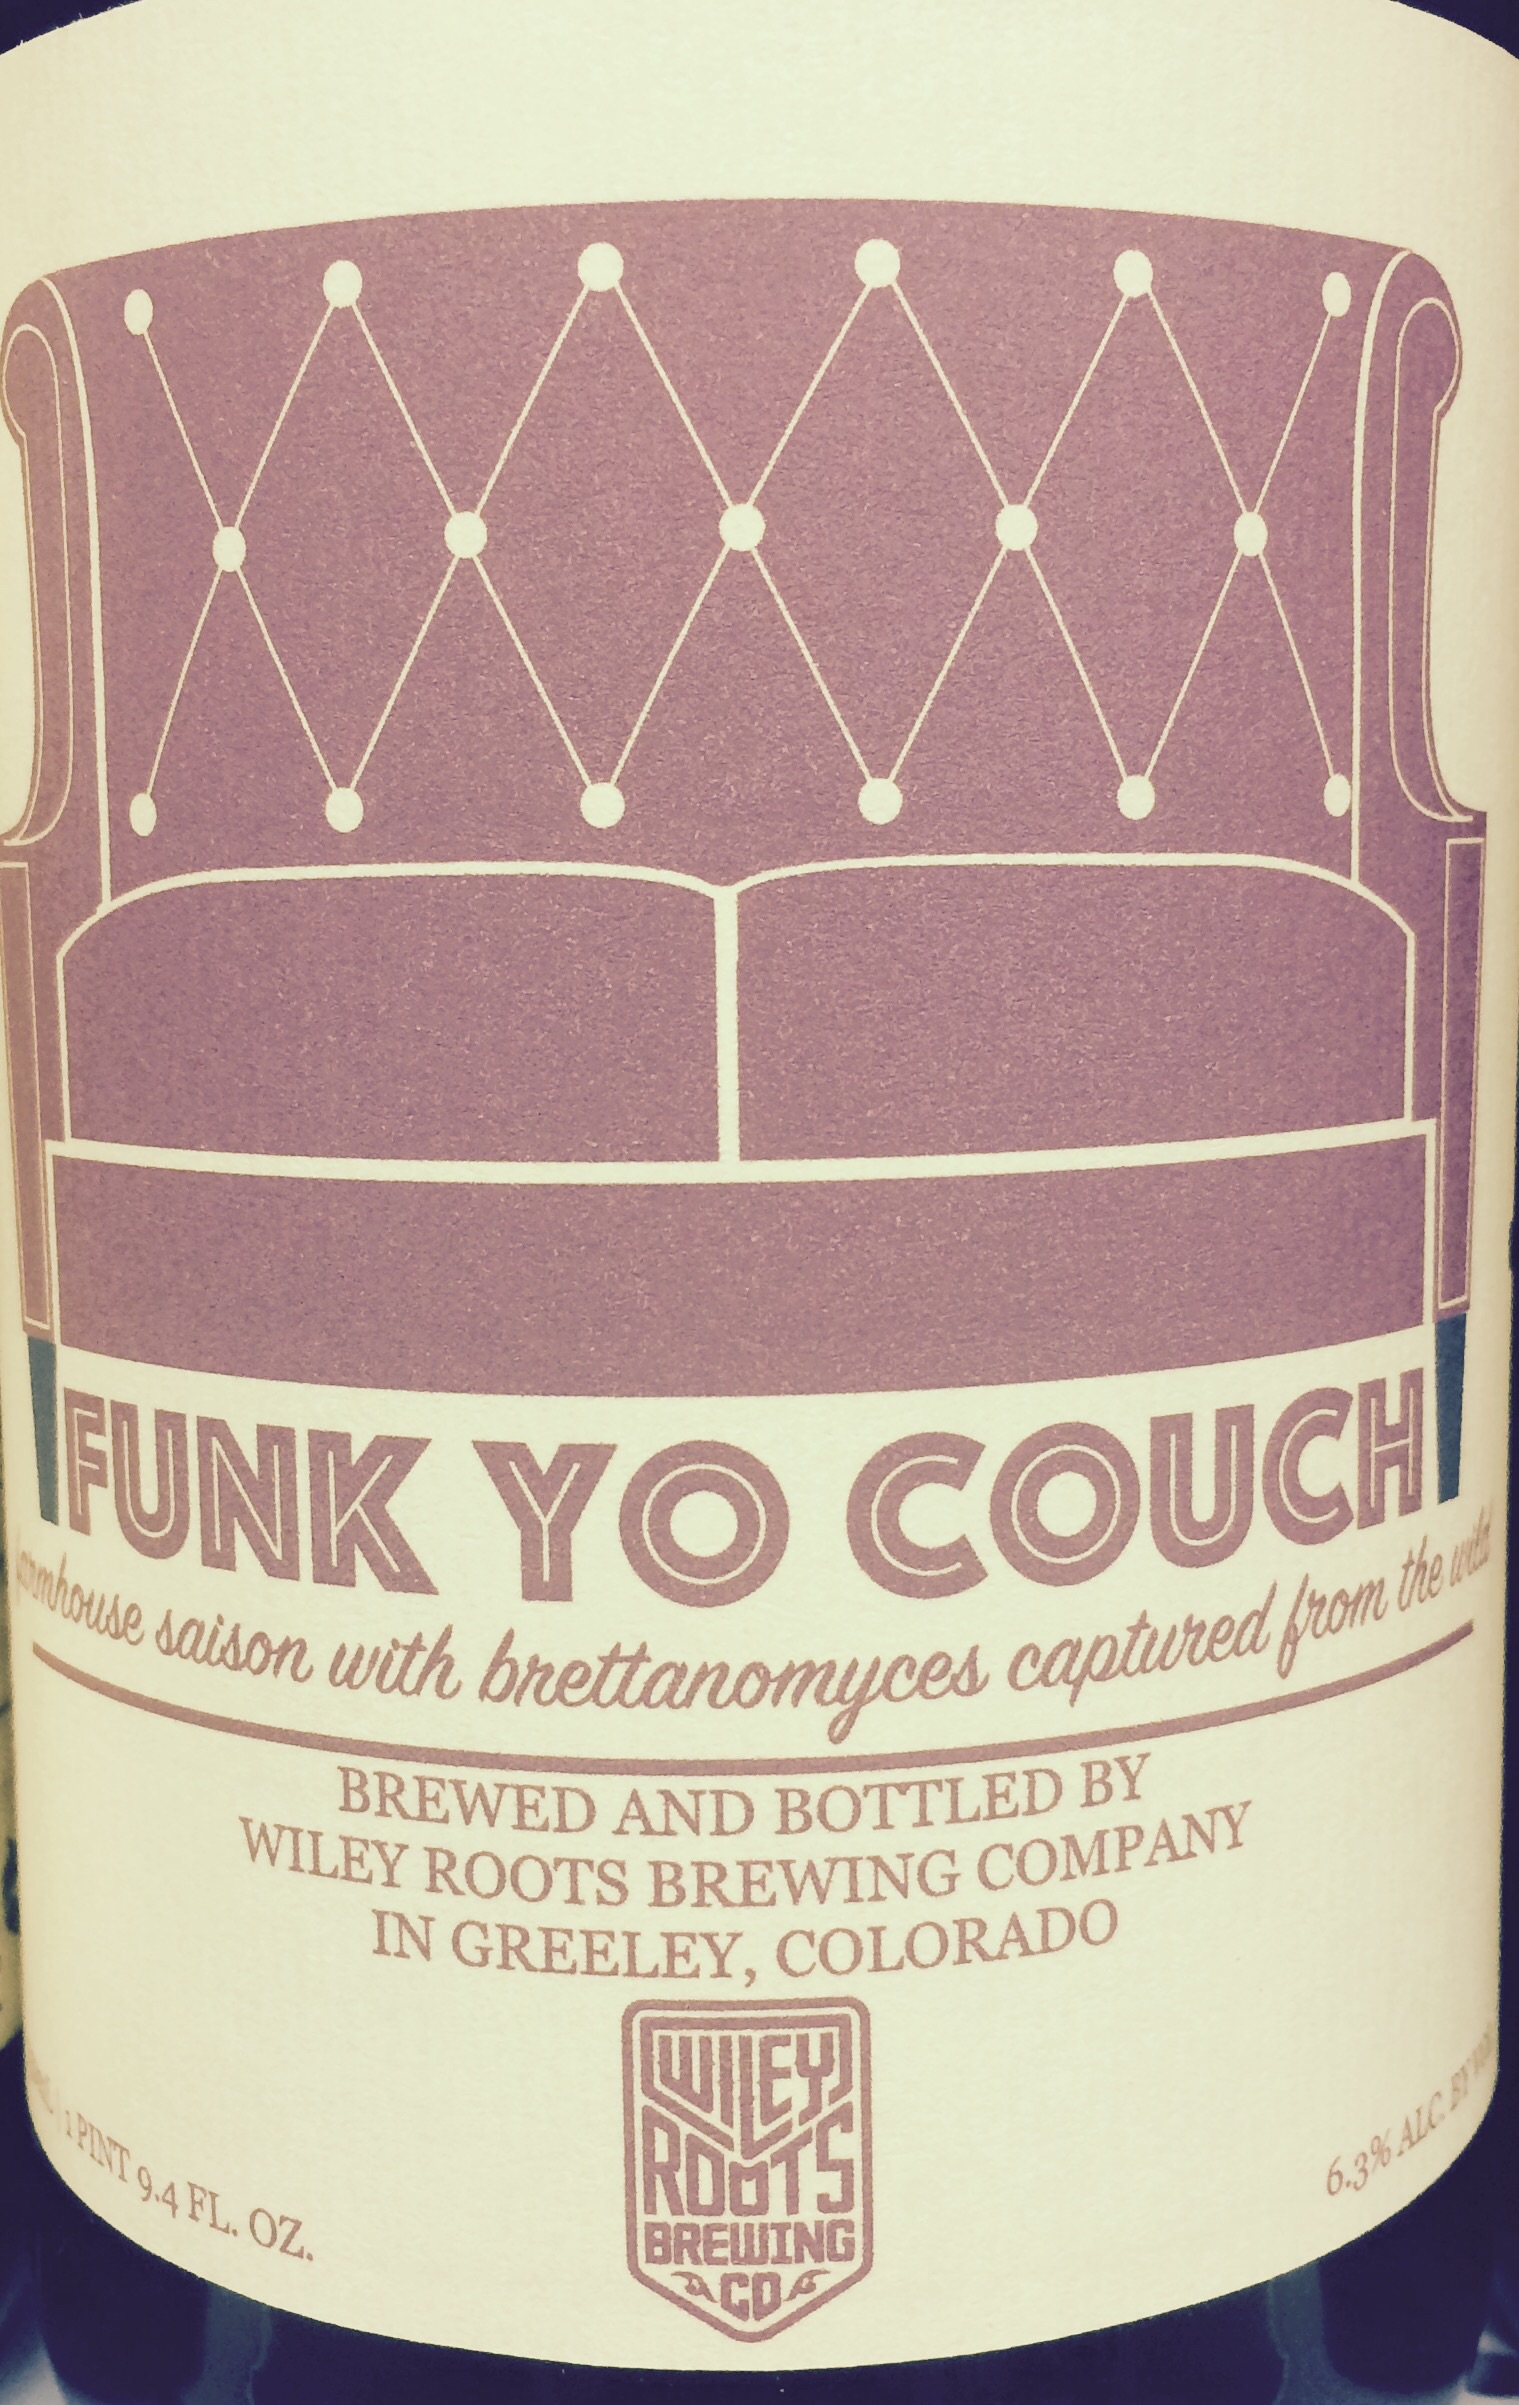 FUNK YO COUCH
farmhouse saison with brettanomyces captured from the wild
BREWED AND BOTTLED BY
WILEY ROOTS BREWING COMPANY
IN GREELEY, COLORADO
WILEY
ROOTS
BREWING
CO
1 PINT 9.4 FL. OZ.
6.3% ALC. BY